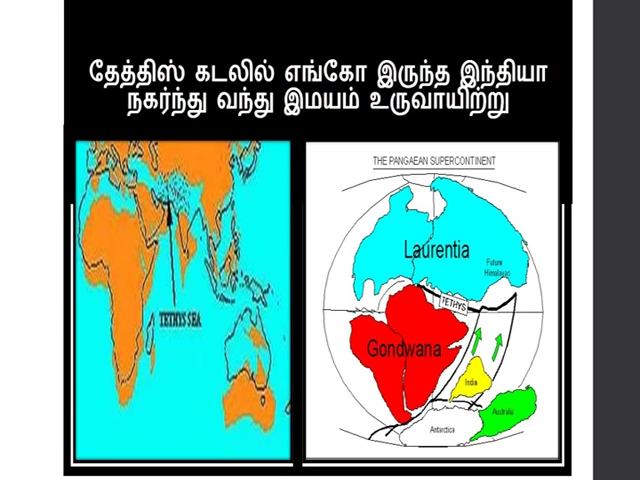 தேத்திஸ் கடலில் எங்கோ இருந்த இந்தியா
நகர்ந்து வந்து இமயம் உருவாயிற்று
TETHYS SEA
THE PANGAEAN SUPERCONTINENT
Laurentia
Future
Himalayas
TETHYS
Gondwana
India
Australia
Antarctica